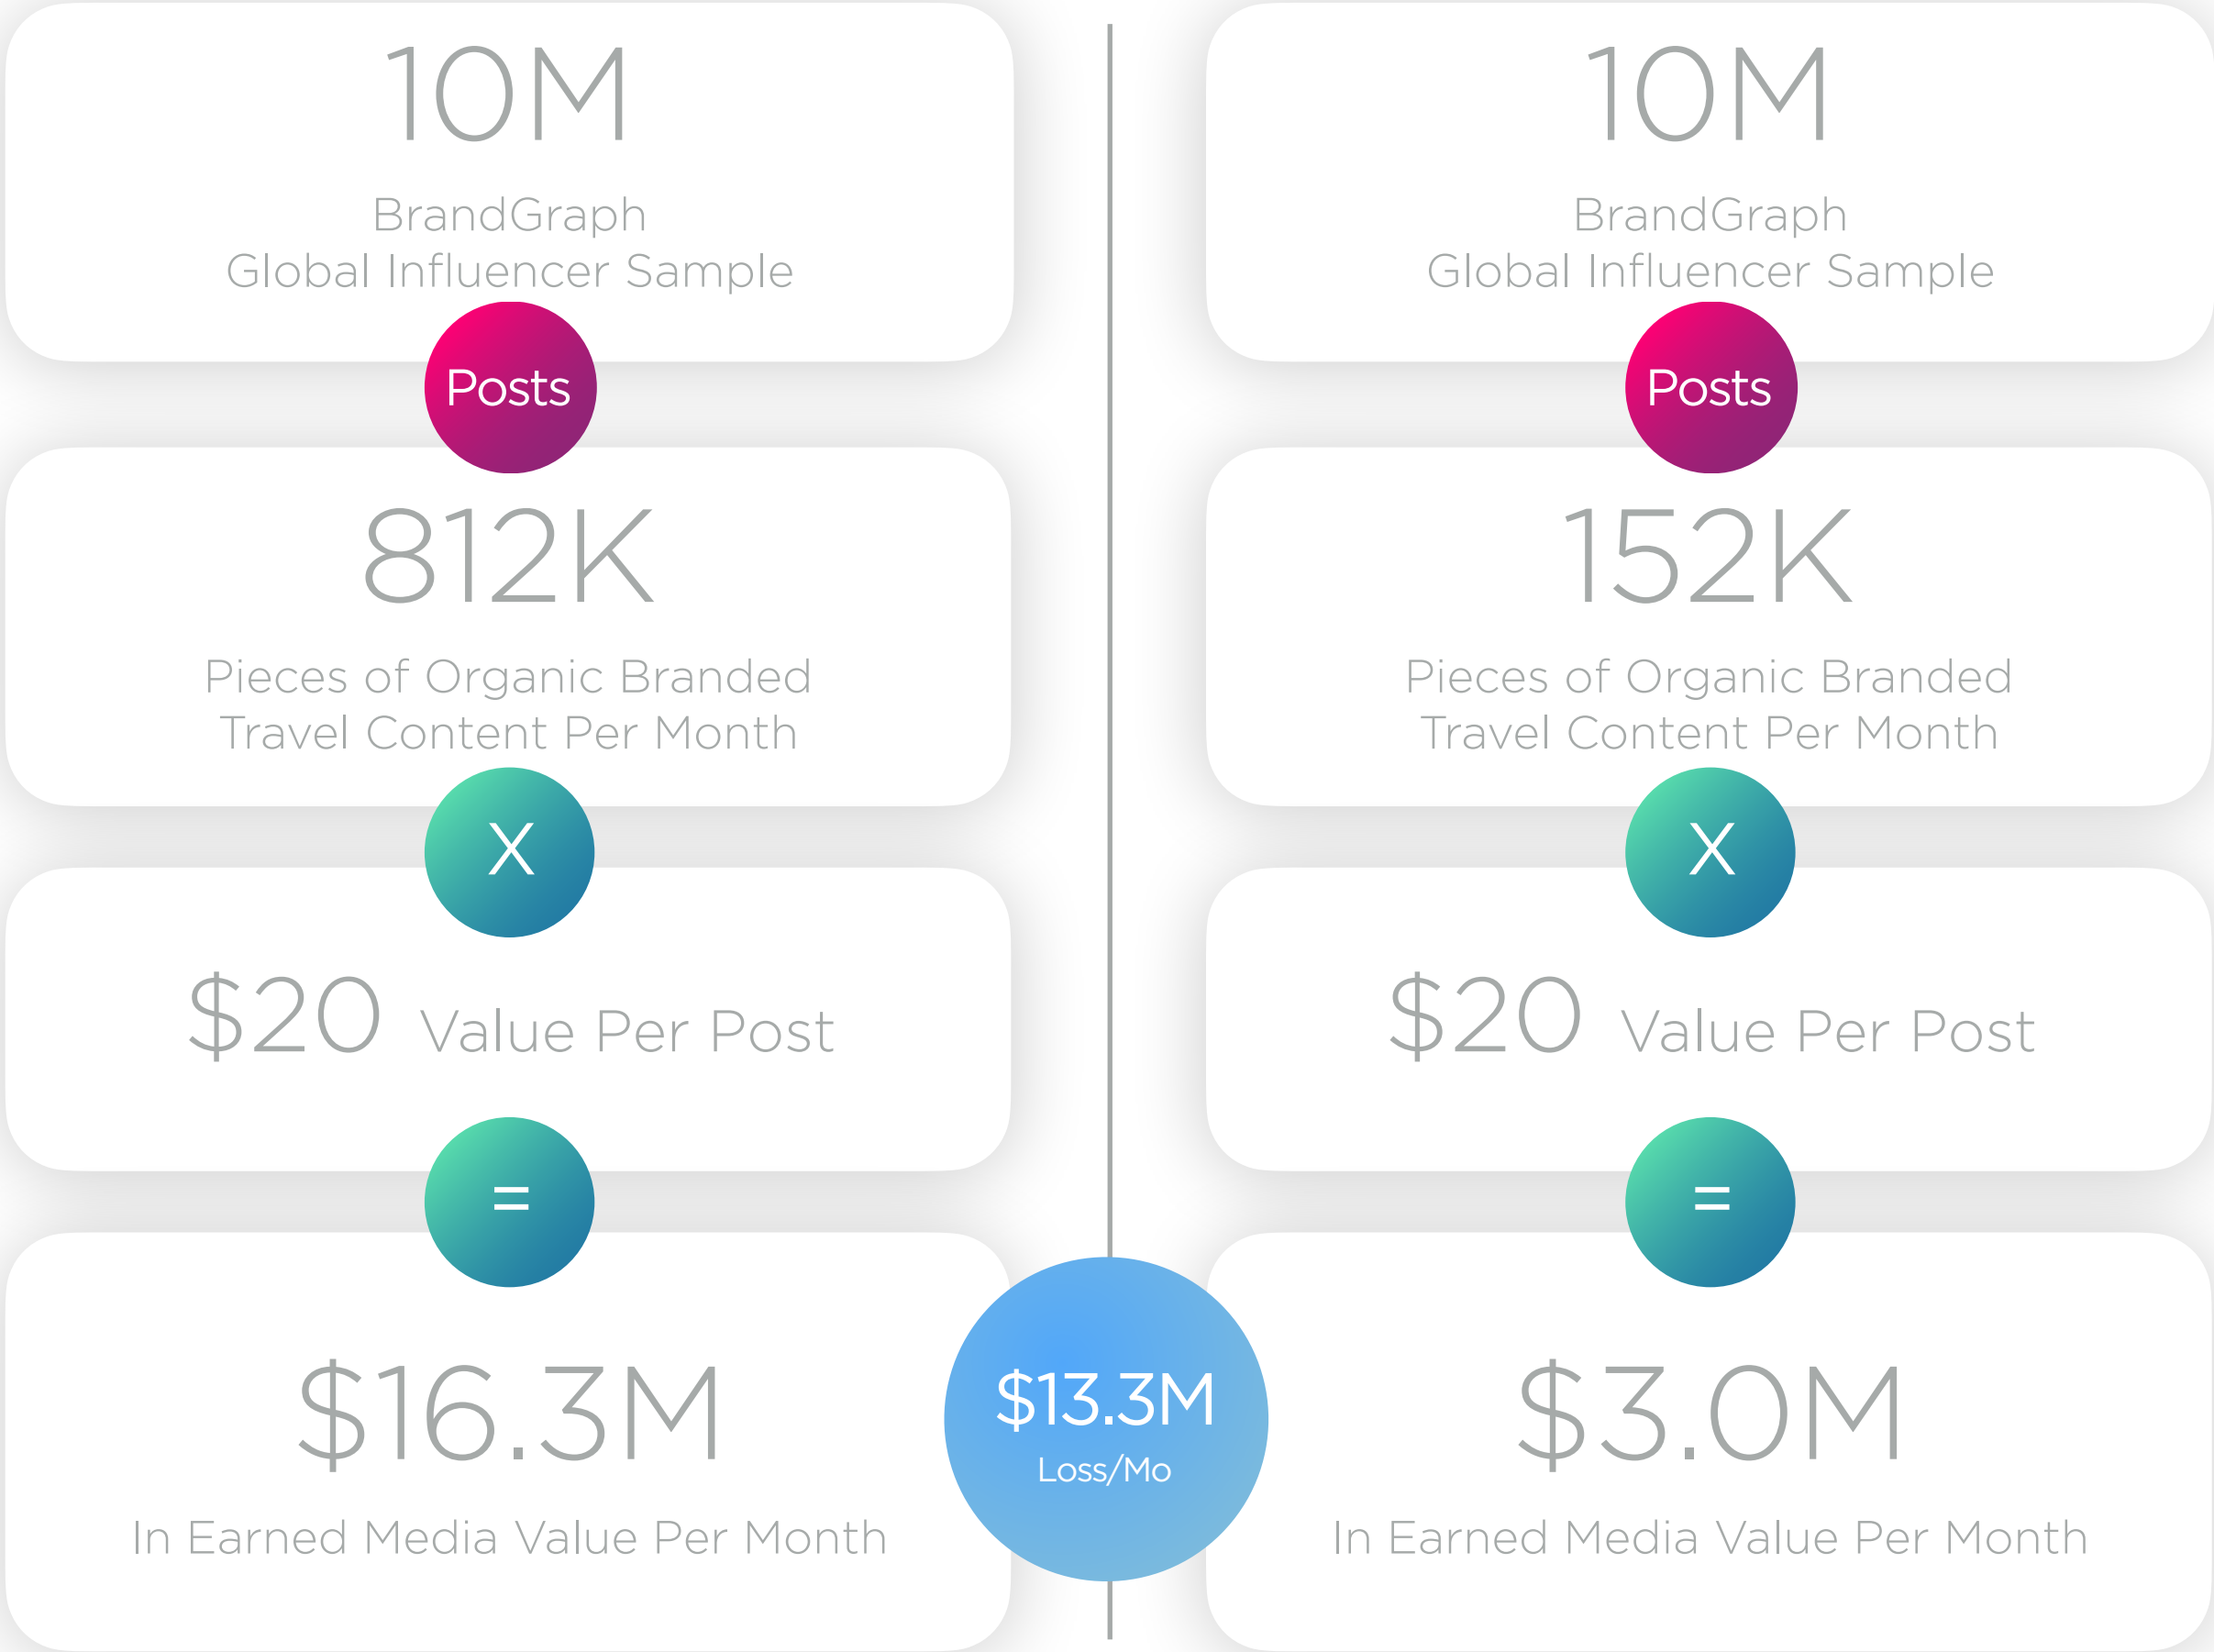 10M
BrandGraph
Global Influencer Sample
Posts
812K
Pieces of Organic Branded
Travel Content Per Month
X
$20 Value Per Post
=
$16.3M
In Earned Media Value Per Month
$13.3M
Loss/Mo
10M
BrandGraph
Global Influencer Sample
Posts
152K
Pieces of Organic Branded
Travel Content Per Month
X
$20 Value Per Post
=
$3.0M
In Earned Media Value Per Month